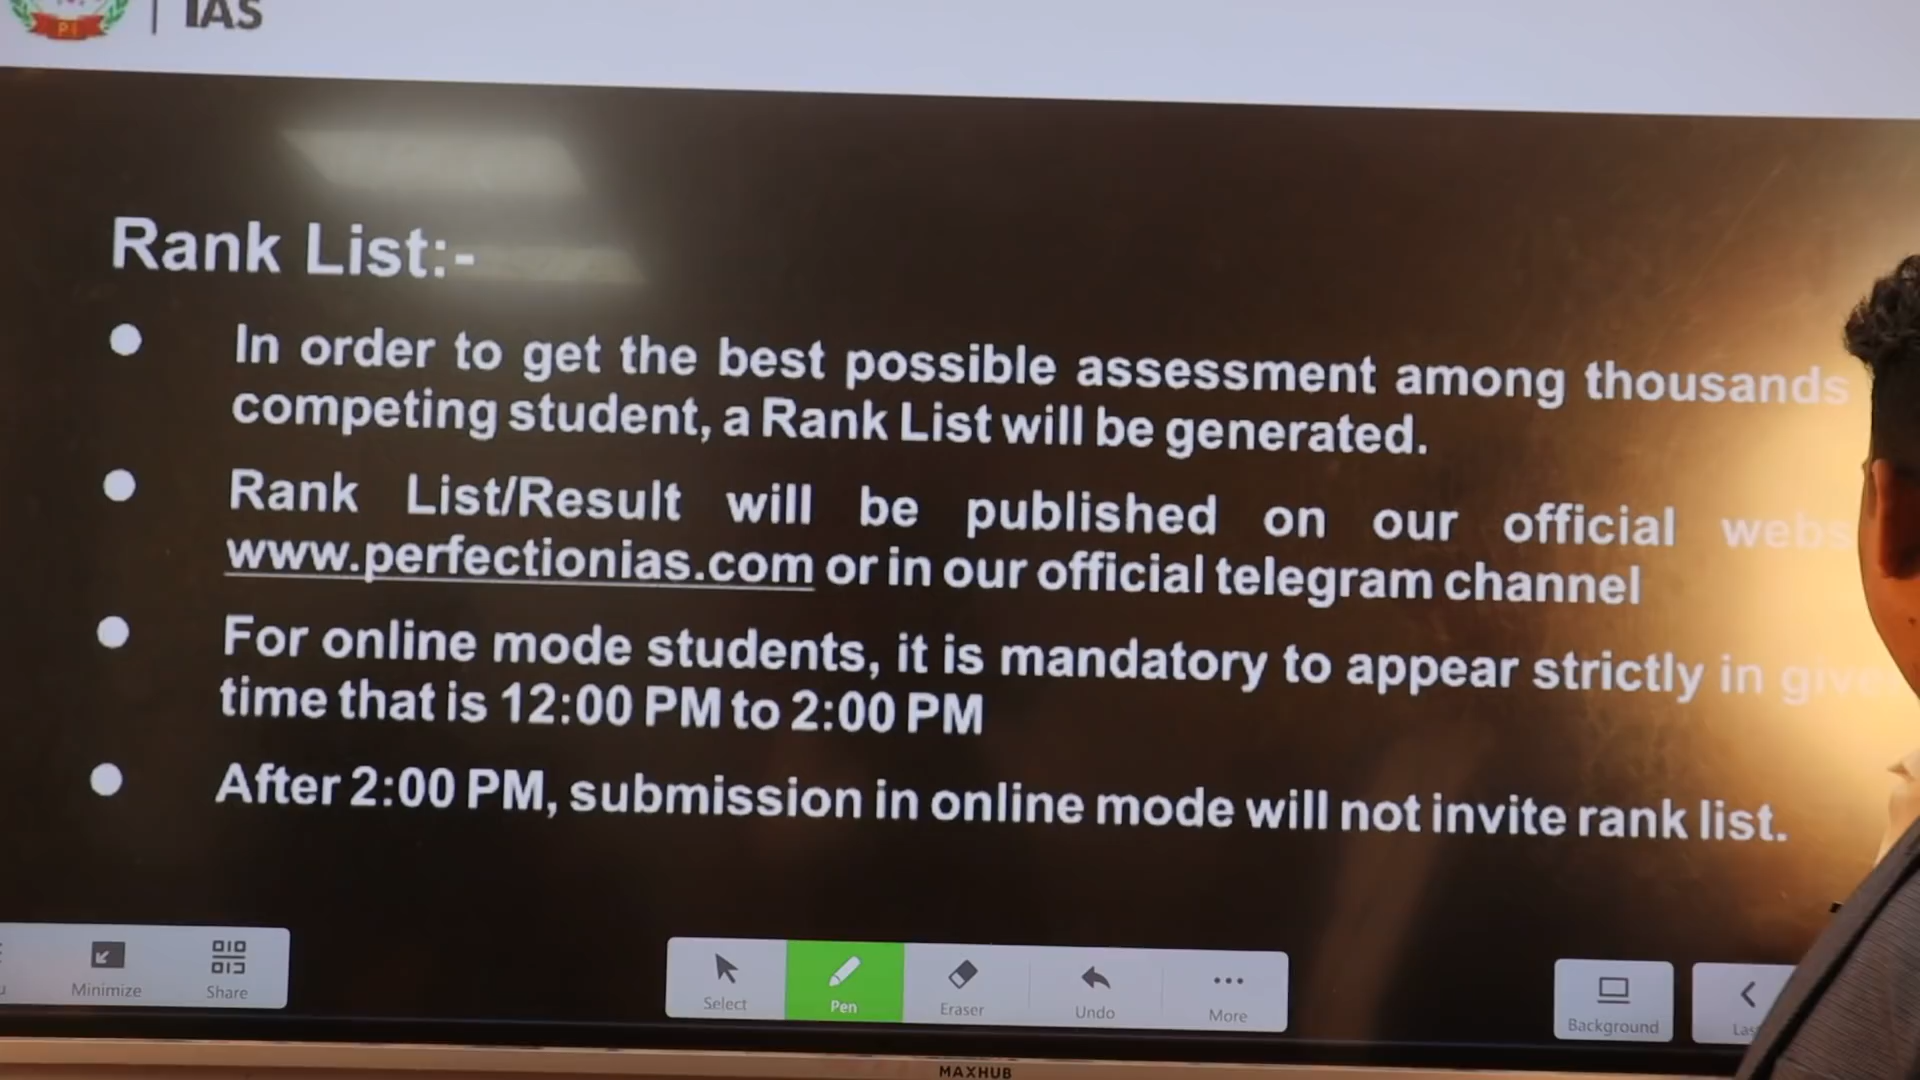 PI
IAS
Rank List:-
In order to get the best possible assessment among thousands
competing student, a Rank List will be generated.
Rank List/Result will be published on our official webs
www.perfectionias.com or in our official telegram channel
For online mode students, it is mandatory to appear strictly in give
time that is 12:00 PM to 2:00 PM
After 2:00 PM, submission in online mode will not invite rank list.
Minimize
Share
Select
Pen
Eraser
Undo
More
Background
Las
MAXHUB